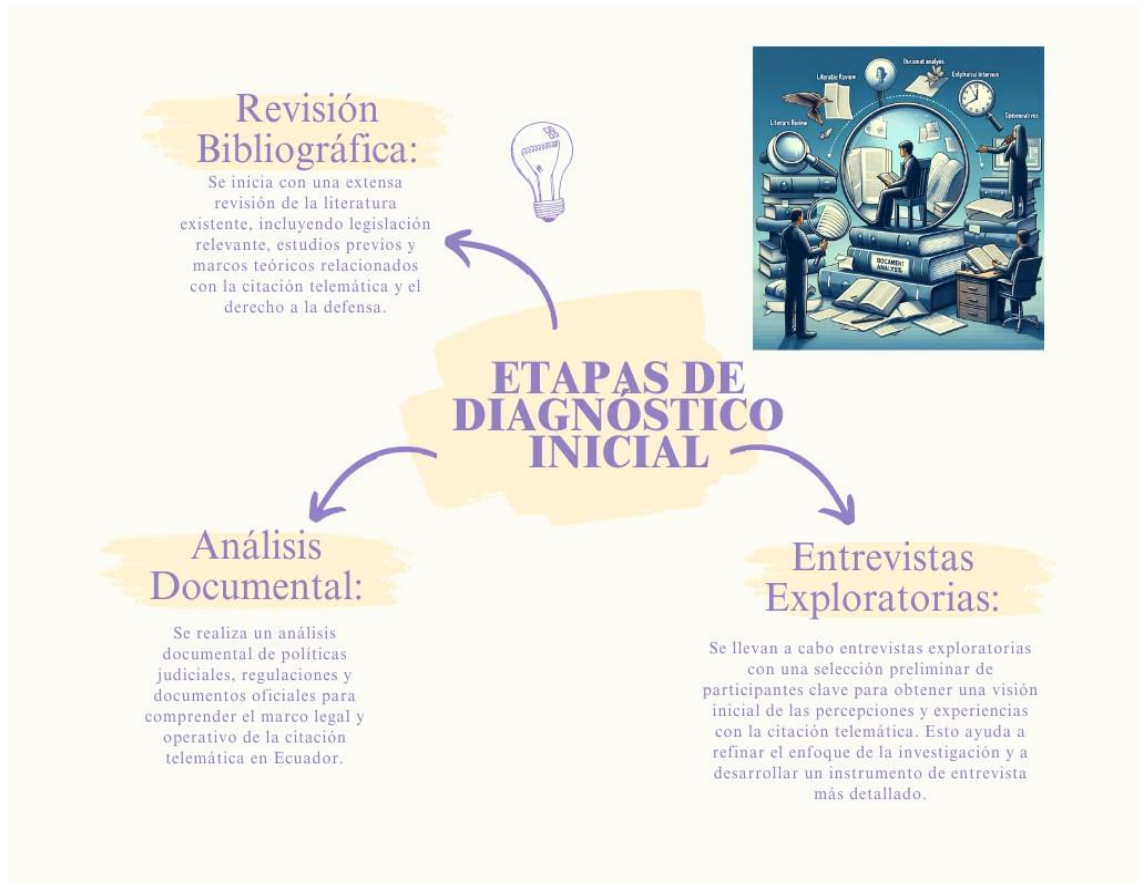 Revisión
Bibliográfica:
Se inicia con una extensa
revisión de la literatura
existente, incluyendo legislación
relevante, estudios previos y
marcos teóricos relacionados
con la citación telemática y el
derecho a la defensa.
Literatile Review
Documat analysis
Literare Review
DOCUMENT
ANALYSIS
ETAPAS DE
DIAGNÓSTICO
INICIAL
Análisis
Documental:
Se realiza un análisis
documental de políticas
judiciales, regulaciones y
documentos oficiales para
comprender el marco legal y
operativo de la citación
telemática en Ecuador.
Entrevistas
Exploratorias:
Se llevan a cabo entrevistas exploratorias
con una selección preliminar de
participantes clave para obtener una visión
inicial de las percepciones y experiencias
con la citación telemática. Esto ayuda a
refinar el enfoque de la investigación y a
desarrollar un instrumento de entrevista
más detallado.